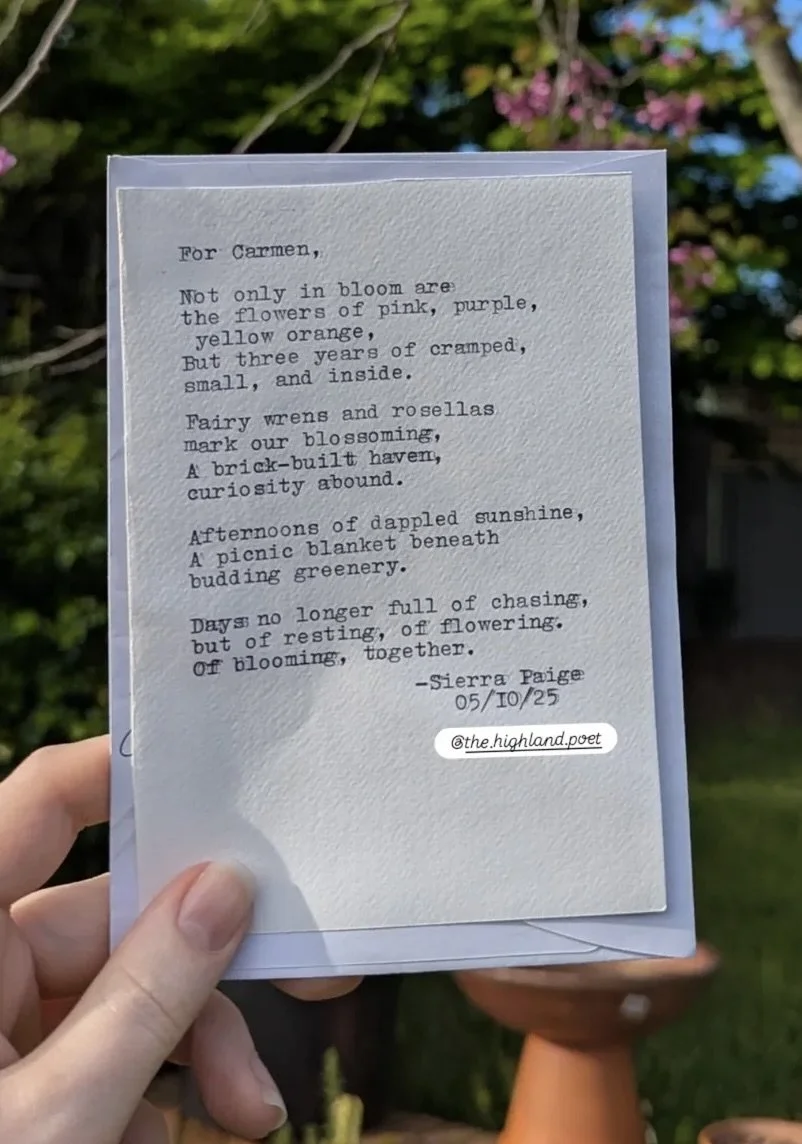 For Carmen,
Not only in bloom are
the flowers of pink, purple,
yellow orange,
But three years of cramped,
small, and inside.
Fairy wrens and rosellas
mark our blossoming,
A brick-built haven,
curiosity abound.
Afternoons of dappled sunshine,
A picnic blanket beneath
budding greenery.
Days no longer full of chasing,
but of resting, of flowering.
Of blooming, together.
-Sierra Paige
05/10/25
@the.highland.poet